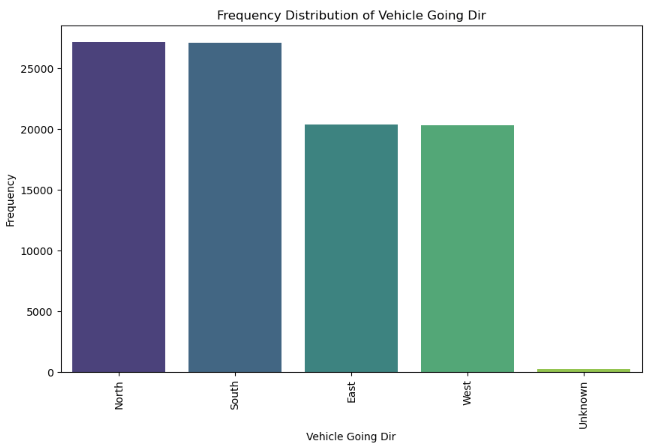 Frequency Distribution of Vehicle Going Dir
Frequency
25000
20000
15000
10000
5000
0
North
South
East
West
Unknown
Vehicle Going Dir